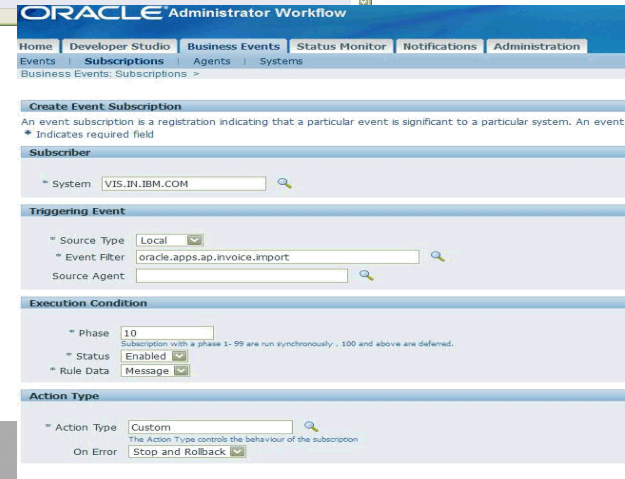 ORACLE Administrator Workflow
Home Developer Studio Business Events Status Monitor Notifications Administration
Events | Subscriptions | Agents | Systems
Business Events: Subscriptions >
Create Event Subscription
An event subscription is a registration indicating that a particular event is significant to a particular system. An event
* Indicates required field
Subscriber
* System VIS.IN.IBM.COM
Triggering Event
* Source Type Local
* Event Filter oracle.apps.ap.invoice.import
Source Agent
Execution Condition
* Phase 10
Subscription with a phase 1- 99 are run synchronously , 100 and above are deferred.
* Status Enabled
* Rule Data Message
Action Type
* Action Type Custom
The Action Type controls the behaviour of the subscription
On Error Stop and Rollback